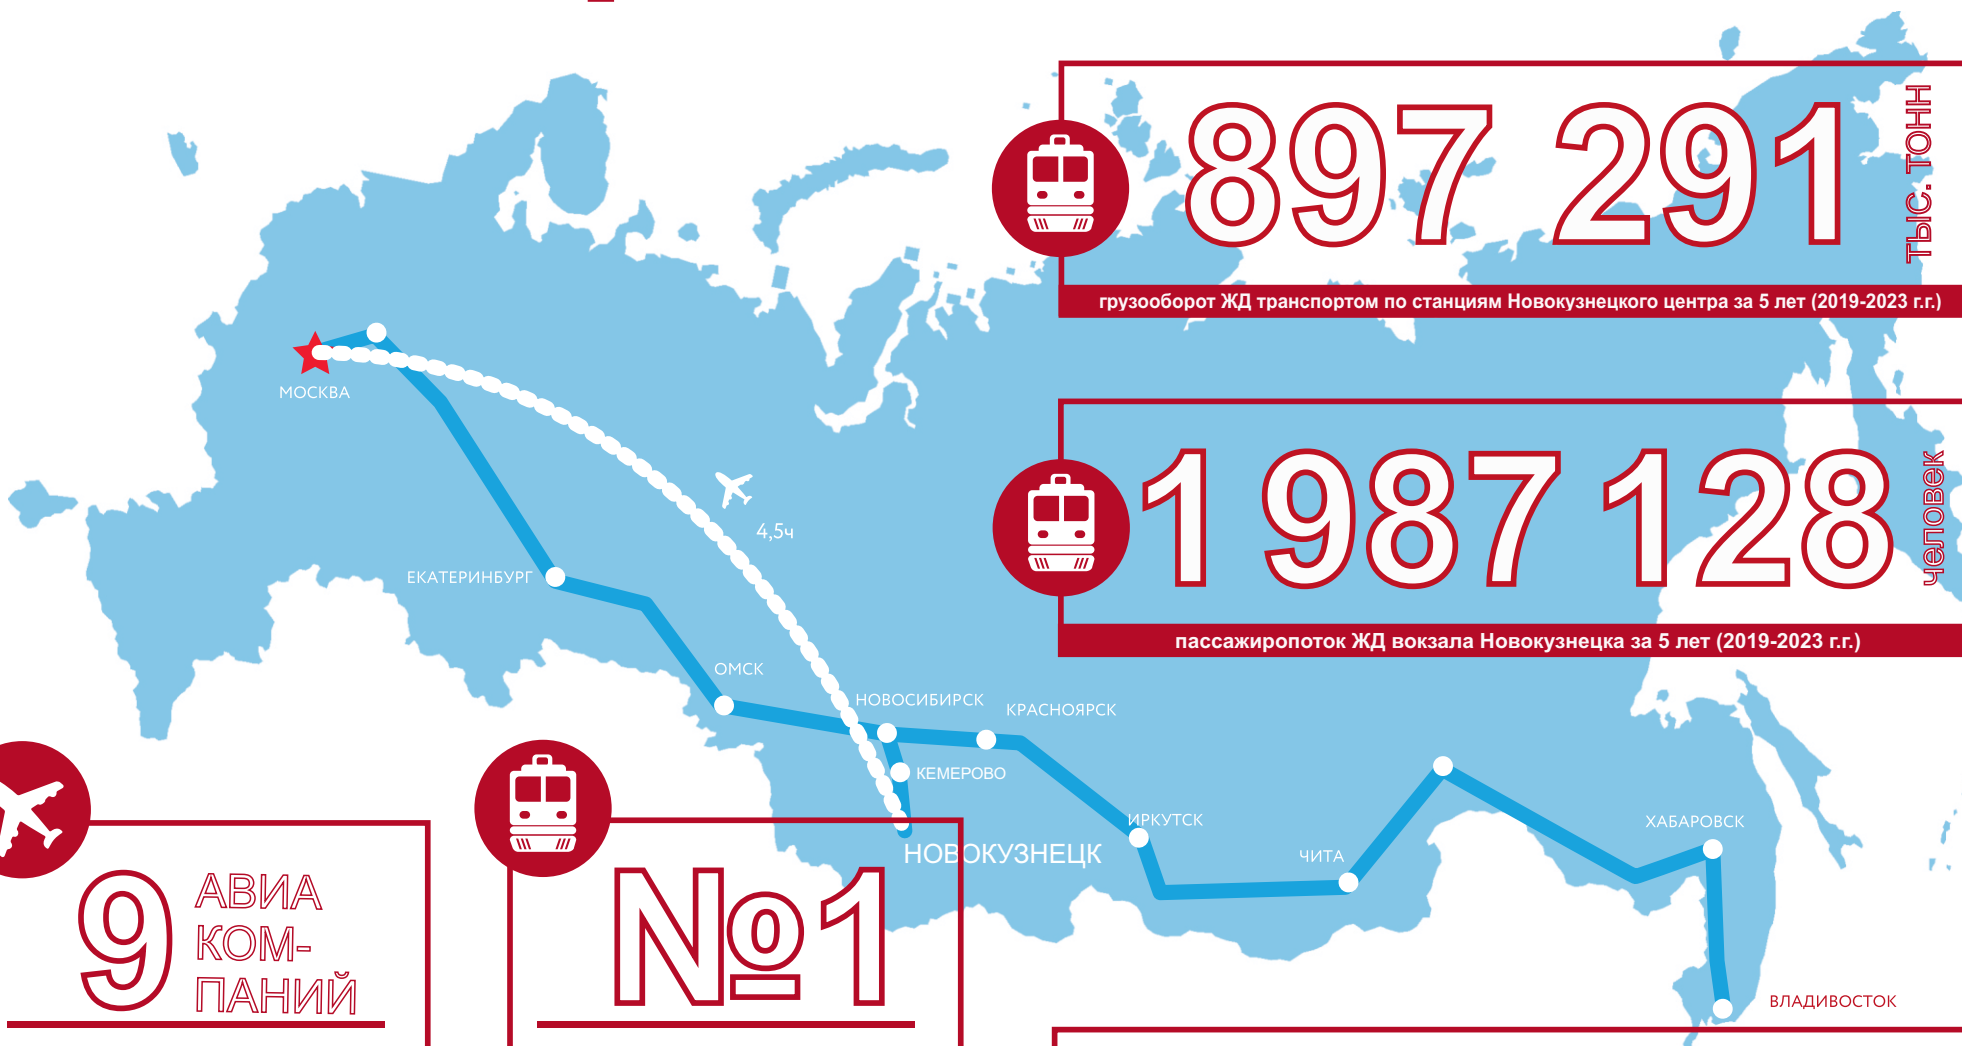 897 291
тыс. тонн
грузооборот ЖД транспортом по станциям Новокузнецкого центра за 5 лет (2019-2023 г.г.)
МОСКВА
1 987 128
человек
4,5ч
ЕКАТЕРИНБУРГ
пассажиропоток ЖД вокзала Новокузнецка за 5 лет (2019-2023 г.г.)
ОМСК
НОВОСИБИРСК
КРАСНОЯРСК
КЕМЕРОВО
ИРКУТСК
ХАБАРОВСК
НОВОКУЗНЕЦК
ЧИТА
9
АВИА
КОМ-
ПАНИЙ
№1
ВЛАДИВОСТОК